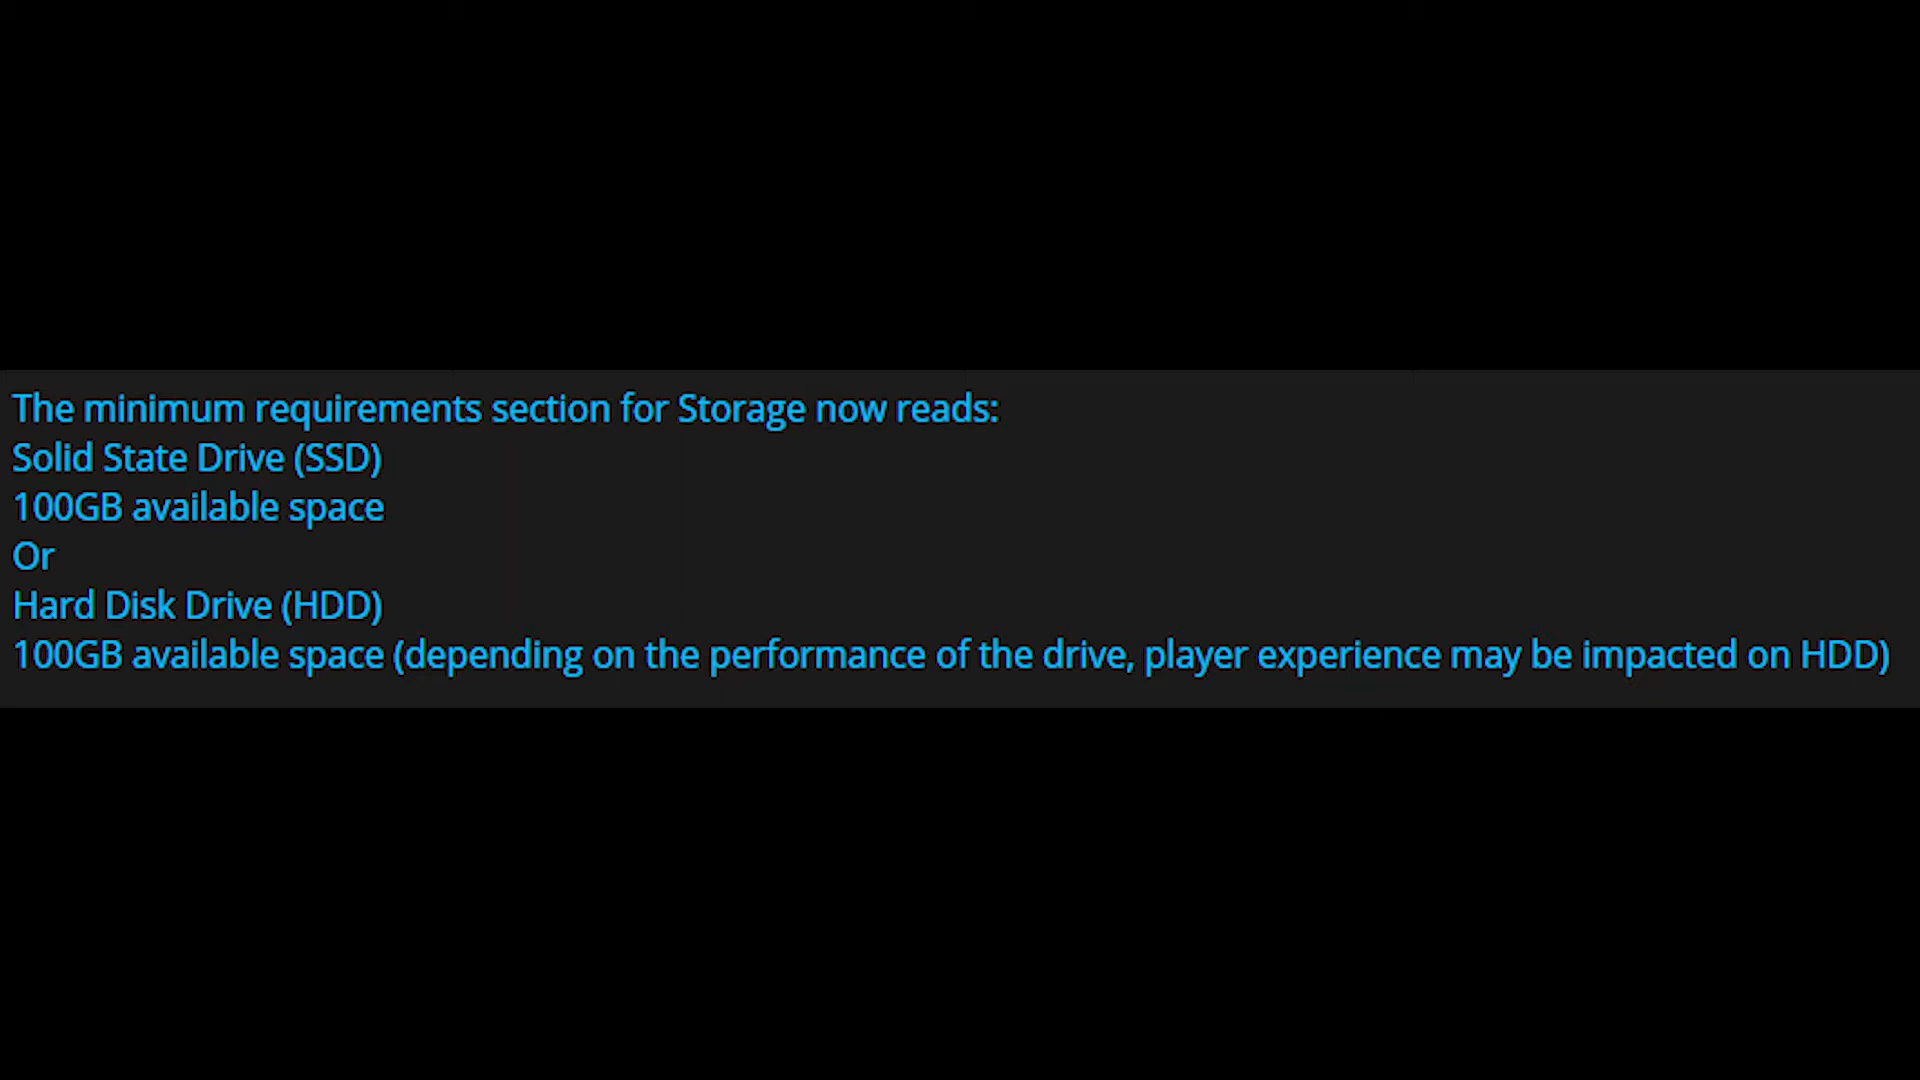 The minimum requirements section for Storage now reads:
Solid State Drive (SSD)
100GB available space
Or
Hard Disk Drive (HDD)
100GB available space (depending on the performance of the drive, player experience may be impacted on HDD)